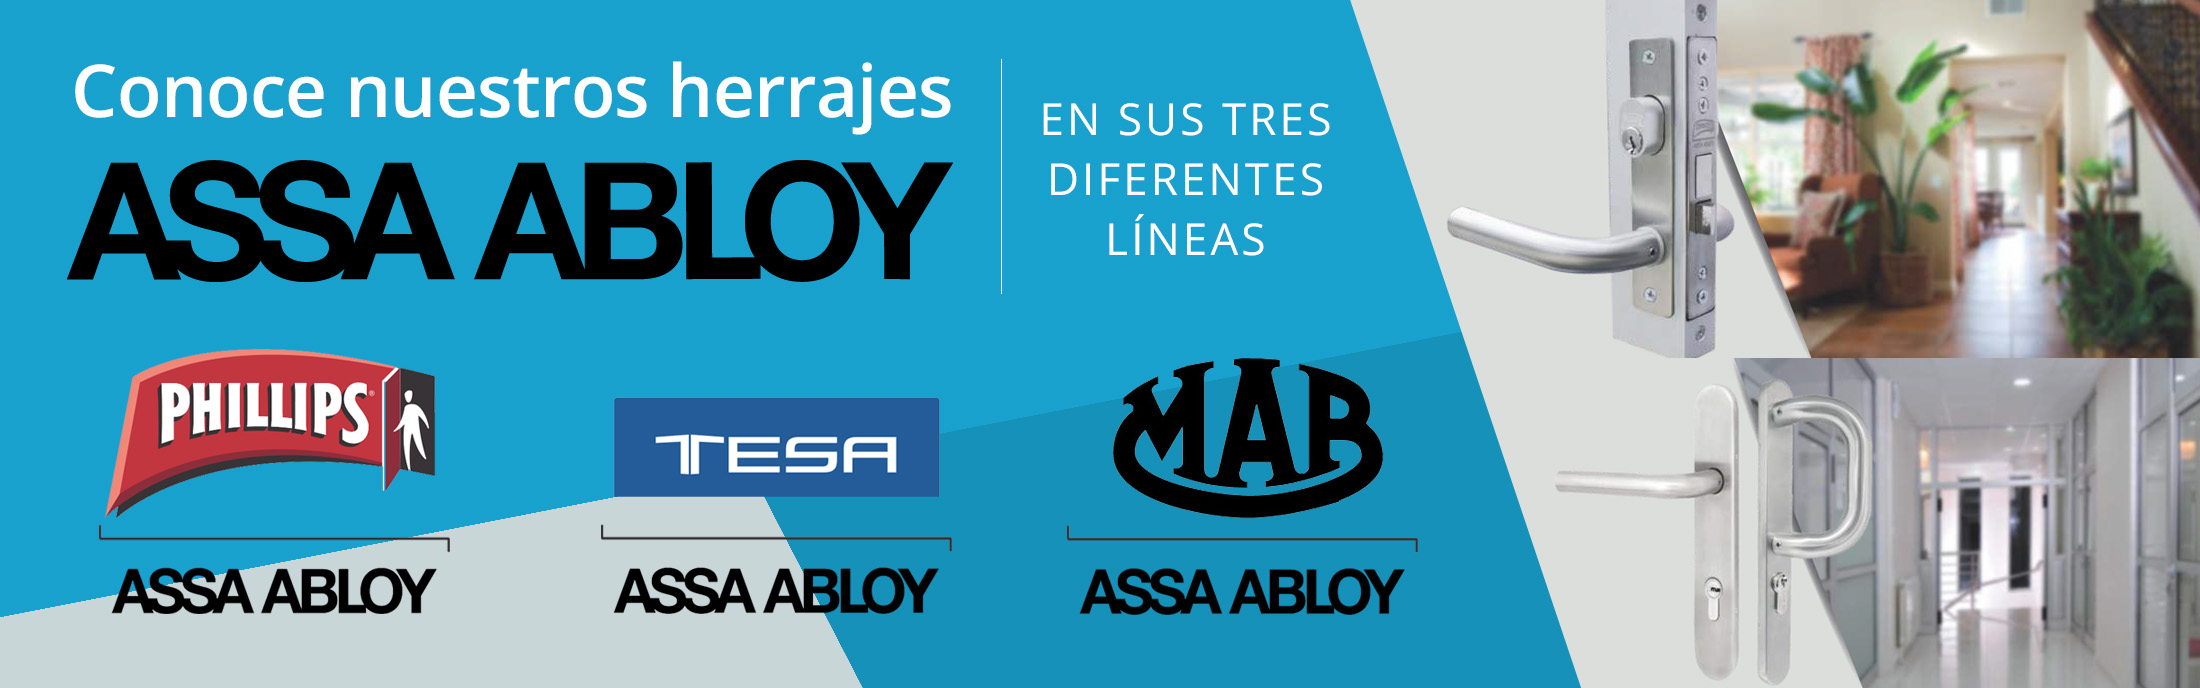 Conoce nuestros herrajes
ASSA ABLOY
EN SUS TRES
DIFERENTES
LÍNEAS
PHILLIPS®
ASSA ABLOY
TESA
ASSA ABLOY
MAB
ASSA ABLOY